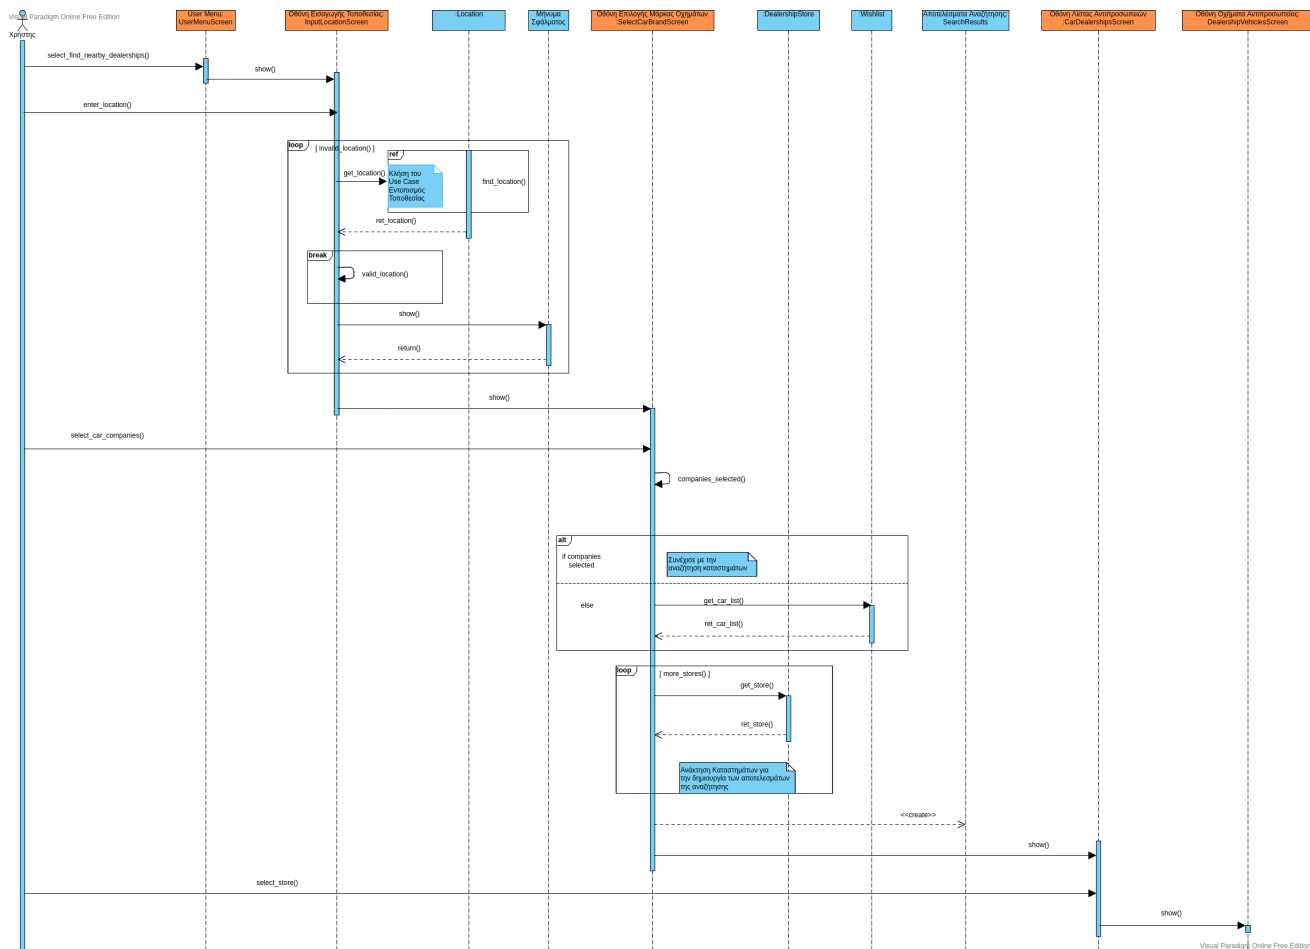 Visual Paradigm Online Free Edition
Χρήστης
User Menu:
UserMenuScreen
Οθόνη Εισαγωγής Τοποθεσίας:
InputLocationScreen
:Location
Μήνυμα
Σφάλματος
Οθόνη Επιλογής Μάρκας Οχημάτων
:SelectCarBrandScreen
:DealershipStore
:Wishlist
Αποτελέσματα Αναζήτησης:
SearchResults
Οθόνη Λίστας Αντιπροσωπειών
:CarDealershipsScreen
Οθόνη Οχήματα Αντιπροσωπείας:
DealershipVehiclesScreen
select_find_nearby_dealerships()
show()
enter_location()
loop
[ invalid_location() ]
ref
get_location()
Κλήση του
Use Case
Εντοπισμός
Τοποθεσίας
find_location()
ret_location()
break
valid_location()
show()
return()
show()
select_car_companies()
companies_selected()
alt
if companies
selected
Συνέχισε με την
αναζήτηση καταστημάτων
else
get_car_list()
ret_car_list()
loop
[ more_stores() ]
get_store()
ret_store()
Ανάκτηση Καταστημάτων για
την δημιουργία των αποτελεσμάτων
της αναζήτησης
<<create>>
show()
select_store()
show()
Visual Paradigm Online Free Edition